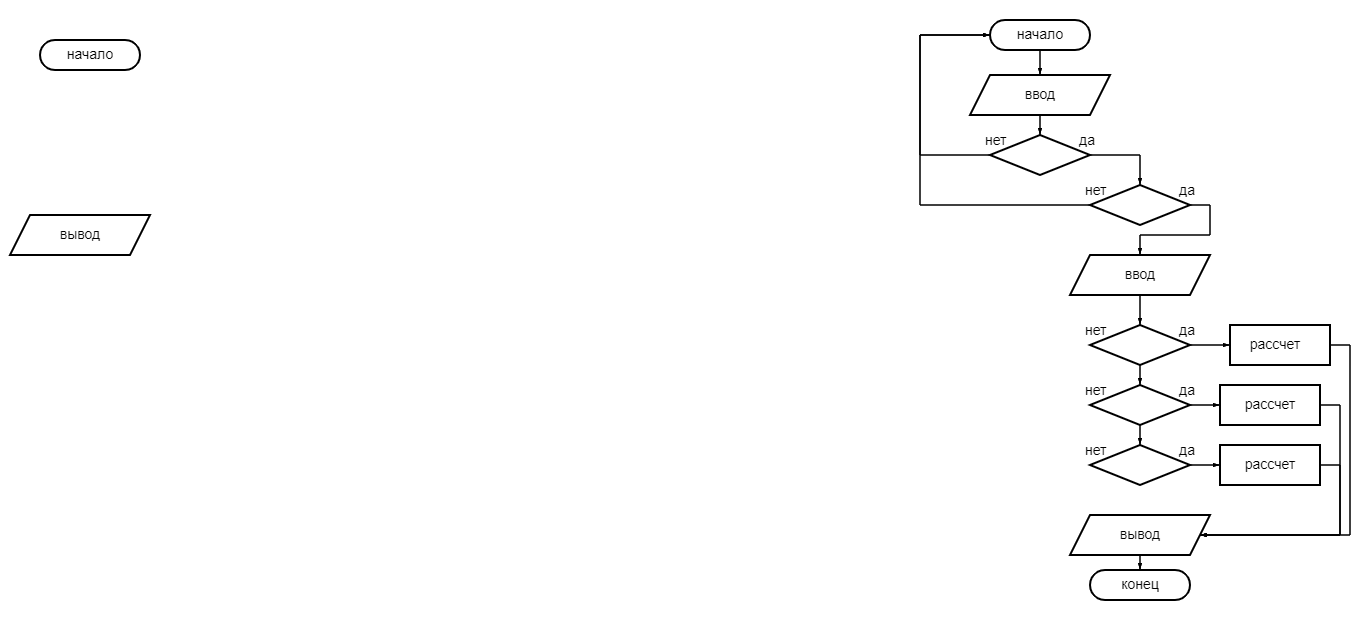 начало
вывод
начало
ввод
нет
да
нет
да
ввод
нет
да
рассчет
нет
да
рассчет
нет
да
рассчет
вывод
конец